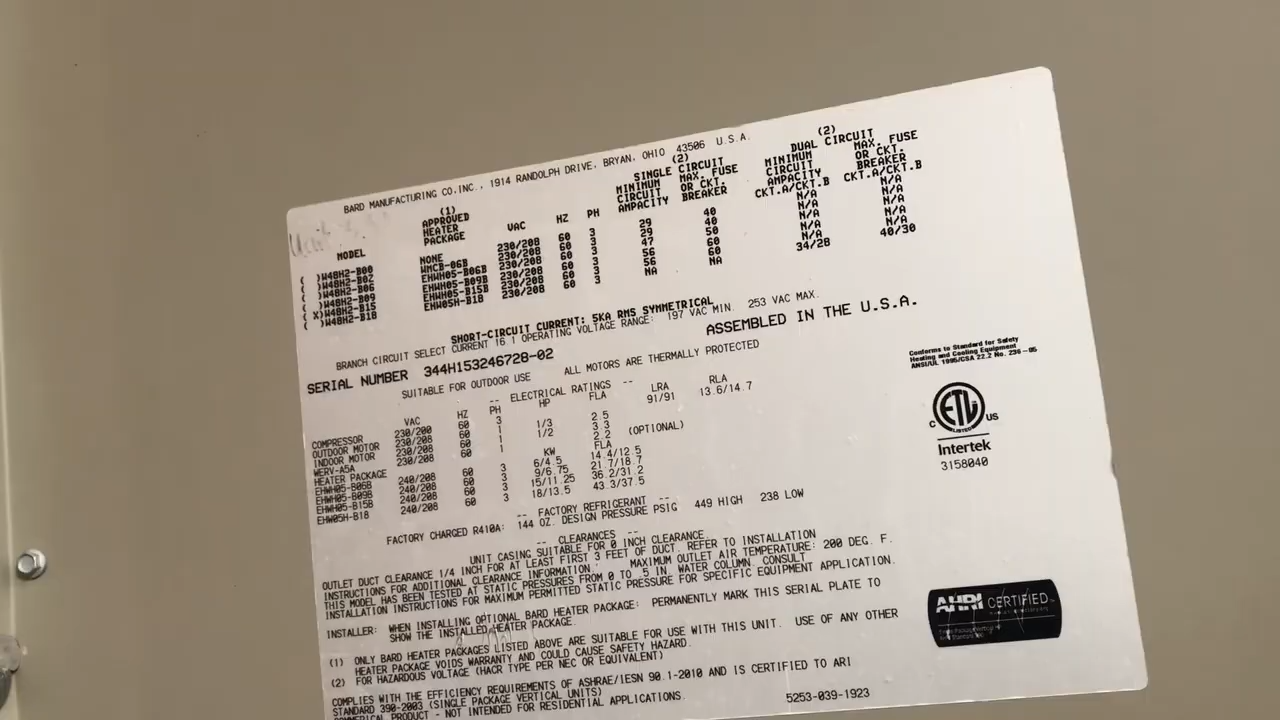 BARD MANUFACTURING CO.INC., 1914 RANDOLPH DRIVE, BRYAN, OHIO 43506 U.S.A.
(2) SINGLE CIRCUIT (2) DUAL CIRCUIT
MODEL (1) APPROVED HEATER PACKAGE VAC HZ PH MINIMUM CIRCUIT AMPACITY MAX. FUSE OR CKT. BREAKER MINIMUM CIRCUIT AMPACITY CKT.A/CKT.B MAX. FUSE OR CKT. BREAKER CKT.A/CKT.B
( )W48H2-B00 NONE 230/208 60 3 29 40 N/A N/A
( )W48H2-B02 WMCB-06B 230/208 60 3 29 40 N/A N/A
( )W48H2-B06 EHWH05-B06B 230/208 60 3 47 50 N/A N/A
( )W48H2-B09 EHWH05-B09B 230/208 60 3 56 60 N/A N/A
(X)W48H2-B15 EHWH05-B15B 230/208 60 3 56 60 N/A N/A
( )W48H2-B18 EHW05H-B18 230/208 60 3 NA NA 34/28 40/30
SHORT-CIRCUIT CURRENT: 5KA RMS SYMMETRICAL
BRANCH CIRCUIT SELECT CURRENT 16.1 OPERATING VOLTAGE RANGE: 197 VAC MIN. 253 VAC MAX.
SERIAL NUMBER 344H153246728-02 ASSEMBLED IN THE U.S.A.
SUITABLE FOR OUTDOOR USE ALL MOTORS ARE THERMALLY PROTECTED
-- ELECTRICAL RATINGS --
VAC HZ PH HP FLA LRA RLA
COMPRESSOR 230/200 60 3 91/91 13.6/14.7
OUTDOOR MOTOR 230/208 60 1 1/3 2.5
INDOOR MOTOR 230/208 60 1 1/2 3.3
WERV-A5A 230/208 60 1 2.2 (OPTIONAL)
HEATER PACKAGE KW FLA
EHWH05-B06B 240/208 60 3 6/4.5 14.4/12.5
EHWH05-B09B 240/208 60 3 9/6.75 21.7/18.7
EHWH05-B15B 240/208 60 3 15/11.25 36.2/31.2
EHW05H-B18 240/208 60 3 18/13.5 43.3/37.5
-- FACTORY REFRIGERANT --
FACTORY CHARGED R410A: 144 OZ. DESIGN PRESSURE PSIG 449 HIGH 238 LOW
-- CLEARANCES --
UNIT CASING SUITABLE FOR 0 INCH CLEARANCE.
OUTLET DUCT CLEARANCE 1/4 INCH FOR AT LEAST FIRST 3 FEET OF DUCT. REFER TO INSTALLATION
INSTRUCTIONS FOR ADDITIONAL CLEARANCE INFORMATION. MAXIMUM OUTLET AIR TEMPERATURE: 200 DEG. F.
THIS MODEL HAS BEEN TESTED AT STATIC PRESSURES FROM 0 TO .5 IN. WATER COLUMN. CONSULT
INSTALLATION INSTRUCTIONS FOR MAXIMUM PERMITTED STATIC PRESSURE FOR SPECIFIC EQUIPMENT APPLICATION.
INSTALLER: WHEN INSTALLING OPTIONAL BARD HEATER PACKAGE: PERMANENTLY MARK THIS SERIAL PLATE TO
SHOW THE INSTALLED HEATER PACKAGE.
(1) ONLY BARD HEATER PACKAGES LISTED ABOVE ARE SUITABLE FOR USE WITH THIS UNIT. USE OF ANY OTHER
HEATER PACKAGE VOIDS WARRANTY AND COULD CAUSE SAFETY HAZARD.
(2) FOR HAZARDOUS VOLTAGE (HACR TYPE PER NEC OR EQUIVALENT)
COMPLIES WITH THE EFFICIENCY REQUIREMENTS OF ASHRAE/IESN 90.1-2010 AND IS CERTIFIED TO ARI
STANDARD 390-2003 (SINGLE PACKAGE VERTICAL UNITS)
COMMERICAL PRODUCT - NOT INTENDED FOR RESIDENTIAL APPLICATIONS. 5253-039-1923
Conforms to Standard for Safety
Heating and Cooling Equipment
ANSI/UL 1995/CSA 22.2 No. 236-05
C ETL US
LISTED
Intertek
3158040
AHRI CERTIFIED